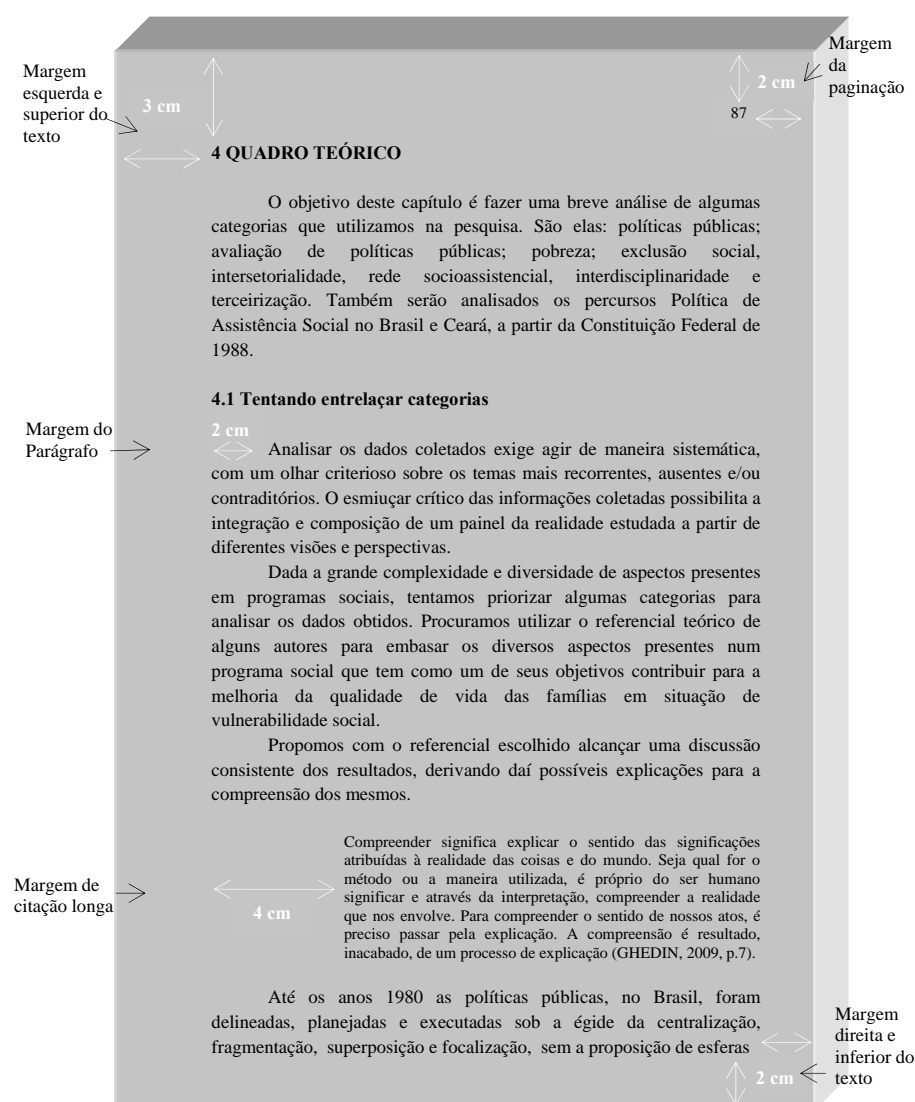 Margem
da
paginação
Margem
esquerda e
superior do
texto
3 cm
2 cm
87
4 QUADRO TEÓRICO
O objetivo deste capítulo é fazer uma breve análise de algumas
categorias que utilizamos na pesquisa. São elas: políticas públicas;
avaliação de políticas públicas; pobreza; exclusão social,
intersetorialidade, rede socioassistencial, interdisciplinaridade e
terceirização. Também serão analisados os percursos Política de
Assistência Social no Brasil e Ceará, a partir da Constituição Federal de
1988.
4.1 Tentando entrelaçar categorias
Margem do
Parágrafo
2 cm
Analisar os dados coletados exige agir de maneira sistemática,
com um olhar criterioso sobre os temas mais recorrentes, ausentes e/ou
contraditórios. O esmiuçar crítico das informações coletadas possibilita a
integração e composição de um painel da realidade estudada a partir de
diferentes visões e perspectivas.
Dada a grande complexidade e diversidade de aspectos presentes
em programas sociais, tentamos priorizar algumas categorias para
analisar os dados obtidos. Procuramos utilizar o referencial teórico de
alguns autores para embasar os diversos aspectos presentes num
programa social que tem como um de seus objetivos contribuir para a
melhoria da qualidade de vida das famílias em situação de
vulnerabilidade social.
Propomos com o referencial escolhido alcançar uma discussão
consistente dos resultados, derivando daí possíveis explicações para a
compreensão dos mesmos.
Margem de
citação longa
4 cm
Compreender significa explicar o sentido das significações
atribuídas à realidade das coisas e do mundo. Seja qual for o
método ou a maneira utilizada, é próprio do ser humano
significar e através da interpretação, compreender a realidade
que nos envolve. Para compreender o sentido de nossos atos, é
preciso passar pela explicação. A compreensão é resultado,
inacabado, de um processo de explicação (GHEDIN, 2009, p.7).
Até os anos 1980 as políticas públicas, no Brasil, foram
delineadas, planejadas e executadas sob a égide da centralização,
fragmentação, superposição e focalização, sem a proposição de esferas
Margem
direita e
inferior do
texto
2 cm